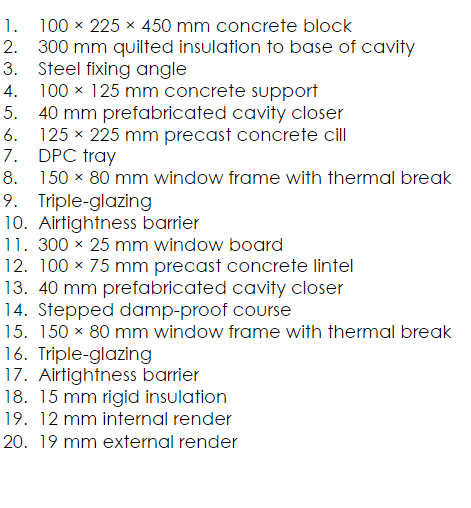 1. 100 × 225 × 450 mm concrete block
2. 300 mm quilted insulation to base of cavity
3. Steel fixing angle
4. 100 × 125 mm concrete support
5. 40 mm prefabricated cavity closer
6. 125 × 225 mm precast concrete cill
7. DPC tray
8. 150 × 80 mm window frame with thermal break
9. Triple-glazing
10. Airtightness barrier
11. 300 × 25 mm window board
12. 100 × 75 mm precast concrete lintel
13. 40 mm prefabricated cavity closer
14. Stepped damp-proof course
15. 150 × 80 mm window frame with thermal break
16. Triple-glazing
17. Airtightness barrier
18. 15 mm rigid insulation
19. 12 mm internal render
20. 19 mm external render